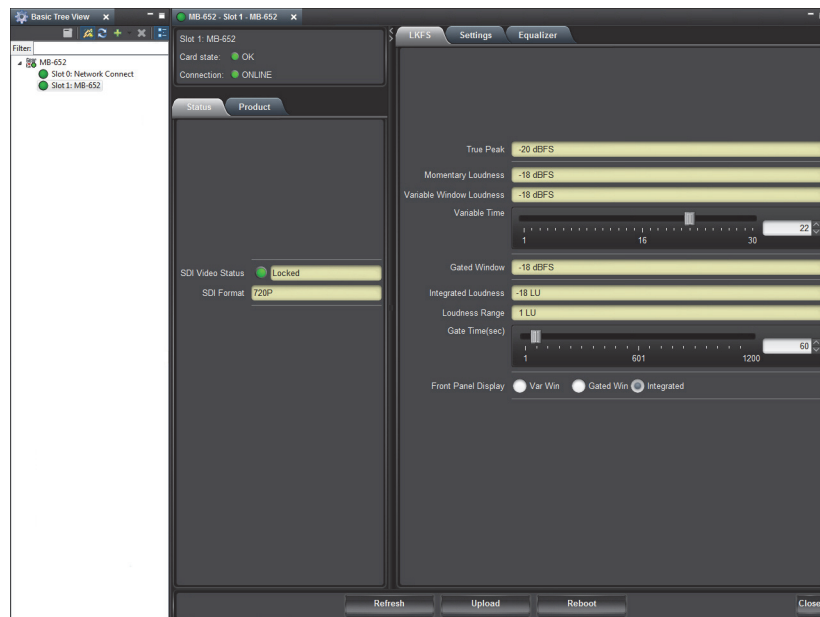 Basic Tree View
Filter:
MB-652
Slot 0: Network Connect
Slot 1: MB-652
MB-652 - Slot 1 - MB-652
Slot 1: MB-652
Card state: OK
Connection: ONLINE
Status Product
SDI Video Status Locked
SDI Format 720P
LKFS Settings Equalizer
True Peak -20 dBFS
Momentary Loudness -18 dBFS
Variable Window Loudness -18 dBFS
Variable Time 22
1 16 30
Gated Window -18 dBFS
Integrated Loudness -18 LU
Loudness Range 1 LU
Gate Time(sec) 60
1 601 1200
Front Panel Display Var Win Gated Win Integrated
Refresh Upload Reboot Close